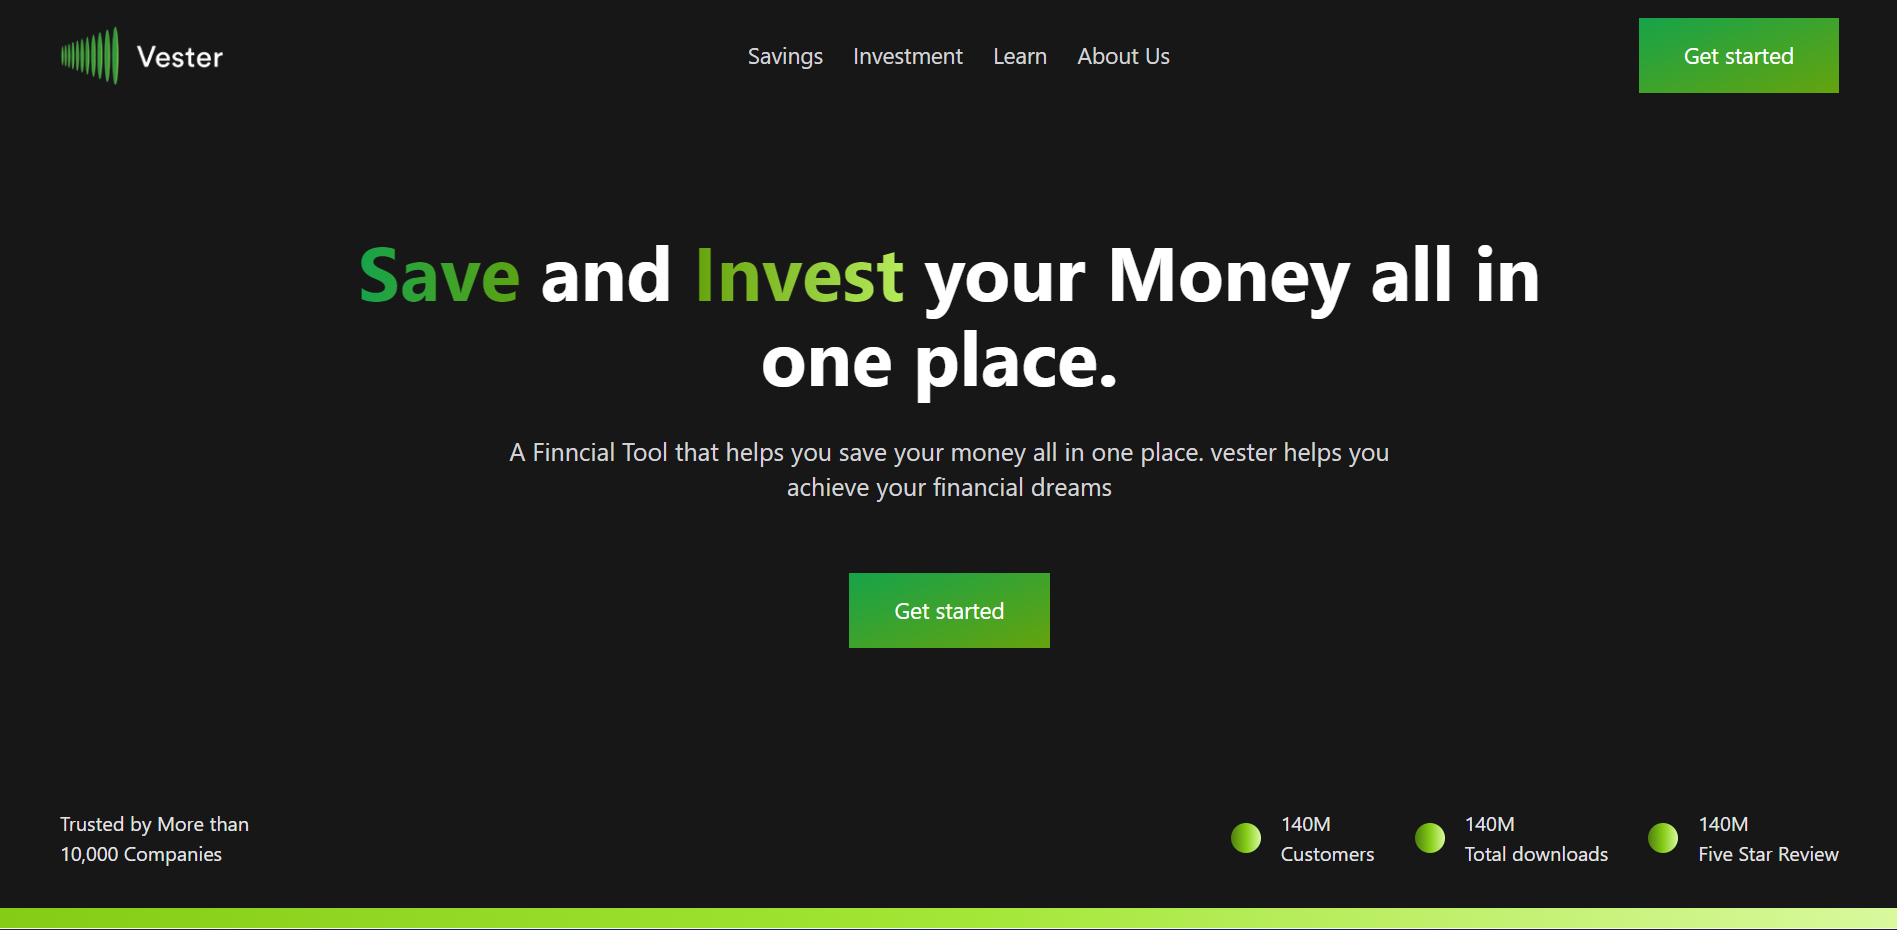 Vester
Savings
Investment
Learn
About Us
Get started
Save and Invest your Money all in
one place.
A Finncial Tool that helps you save your money all in one place. vester helps you
achieve your financial dreams
Get started
Trusted by More than
10,000 Companies
140M
Customers
140M
Total downloads
140M
Five Star Review